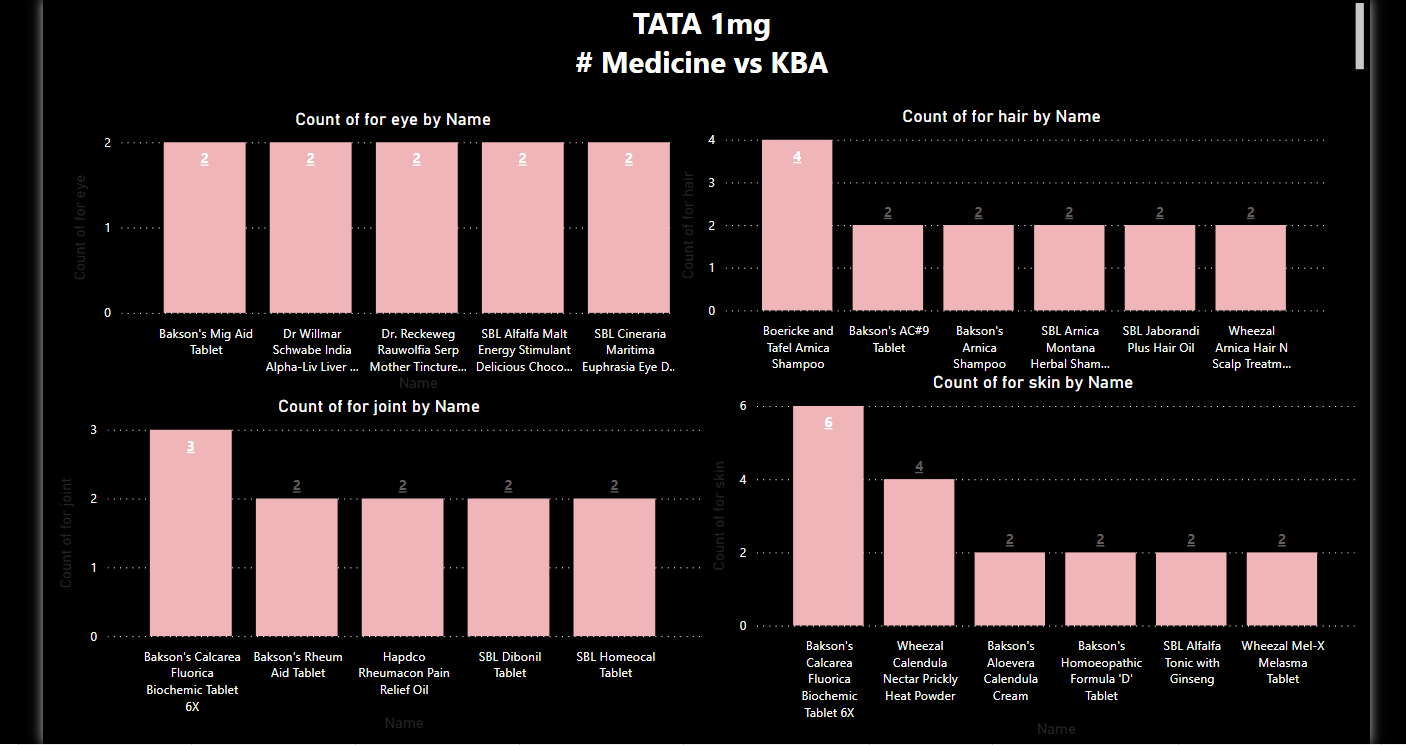 TATA 1mg
# Medicine vs KBA
Count of for eye by Name
Count of for eye
2
1
0
2
2
2
2
2
Bakson's Mig Aid
Tablet
Dr Willmar
Schwabe India
Alpha-Liv Liver ...
Dr. Reckeweg
Rauwolfia Serp
Mother Tincture...
SBL Alfalfa Malt
Energy Stimulant
Delicious Choco...
SBL Cineraria
Maritima
Euphrasia Eye D..
Name
Count of for hair by Name
Count of for hair
4
3
2
1
0
4
2
2
2
2
2
Boericke and
Tafel Arnica
Shampoo
Bakson's AC#9
Tablet
Bakson's
Arnica
Shampoo
SBL Arnica
Montana
Herbal Sham...
SBL Jaborandi
Plus Hair Oil
Wheezal
Arnica Hair N
Scalp Treatm...
Count of for joint by Name
Count of for joint
3
2
1
0
3
2
2
2
2
Bakson's Calcarea
Fluorica
Biochemic Tablet
6X
Bakson's Rheum
Aid Tablet
Hapdco
Rheumacon Pain
Relief Oil
SBL Dibonil
Tablet
SBL Homeocal
Tablet
Name
Count of for skin by Name
Count of for skin
6
4
2
0
6
4
2
2
2
2
Bakson's
Calcarea
Fluorica
Biochemic
Tablet 6X
Wheezal
Calendula
Nectar Prickly
Heat Powder
Bakson's
Aloevera
Calendula
Cream
Bakson's
Homoeopathic
Formula 'D'
Tablet
SBL Alfalfa
Tonic with
Ginseng
Wheezal Mel-X
Melasma
Tablet
Name